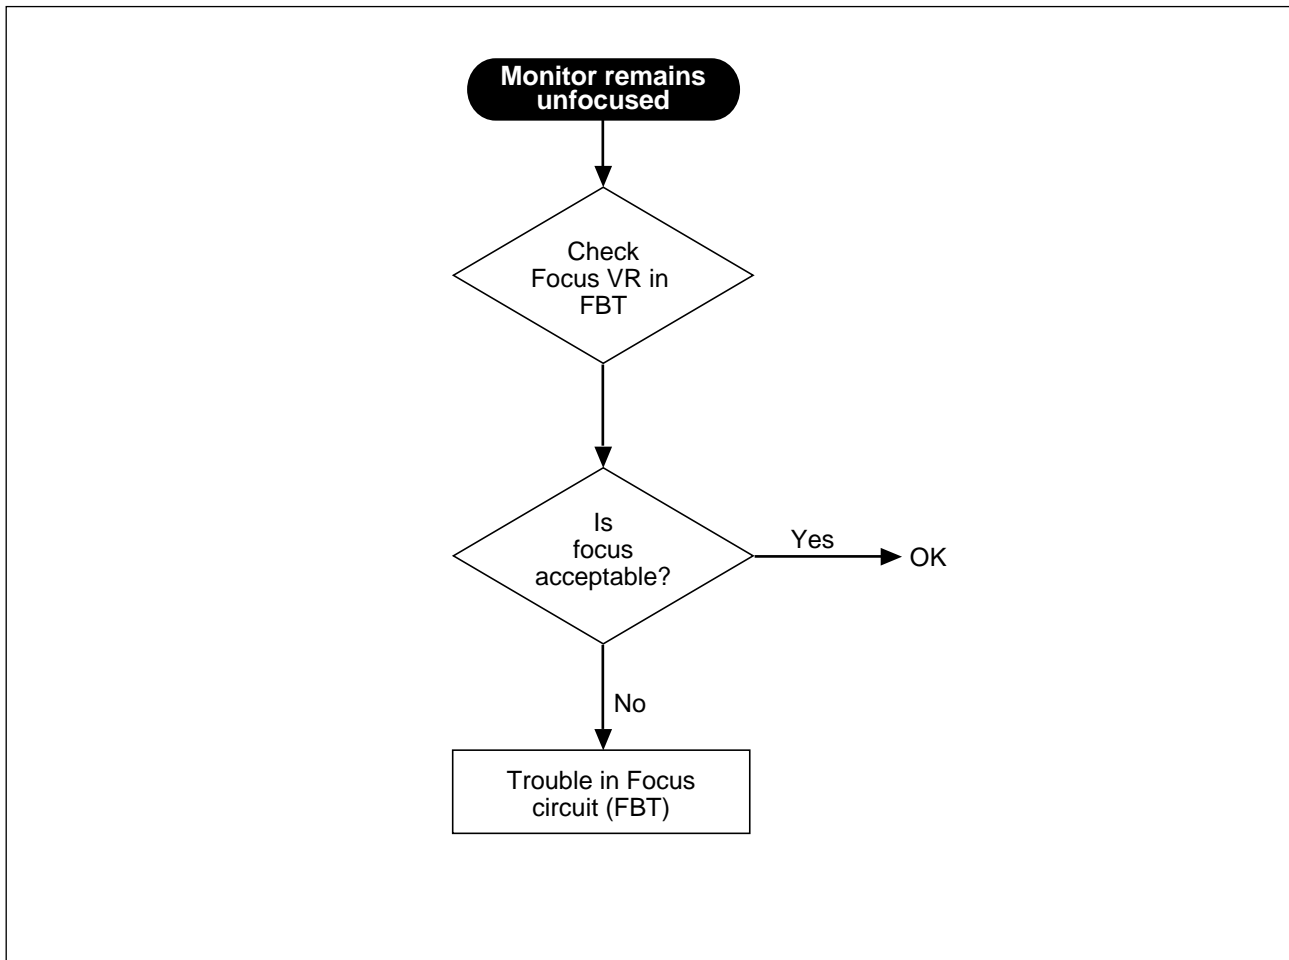 Monitor remains
unfocused
Check
Focus VR in
FBT
Is
focus
acceptable?
Yes
OK
No
Trouble in Focus
circuit (FBT)